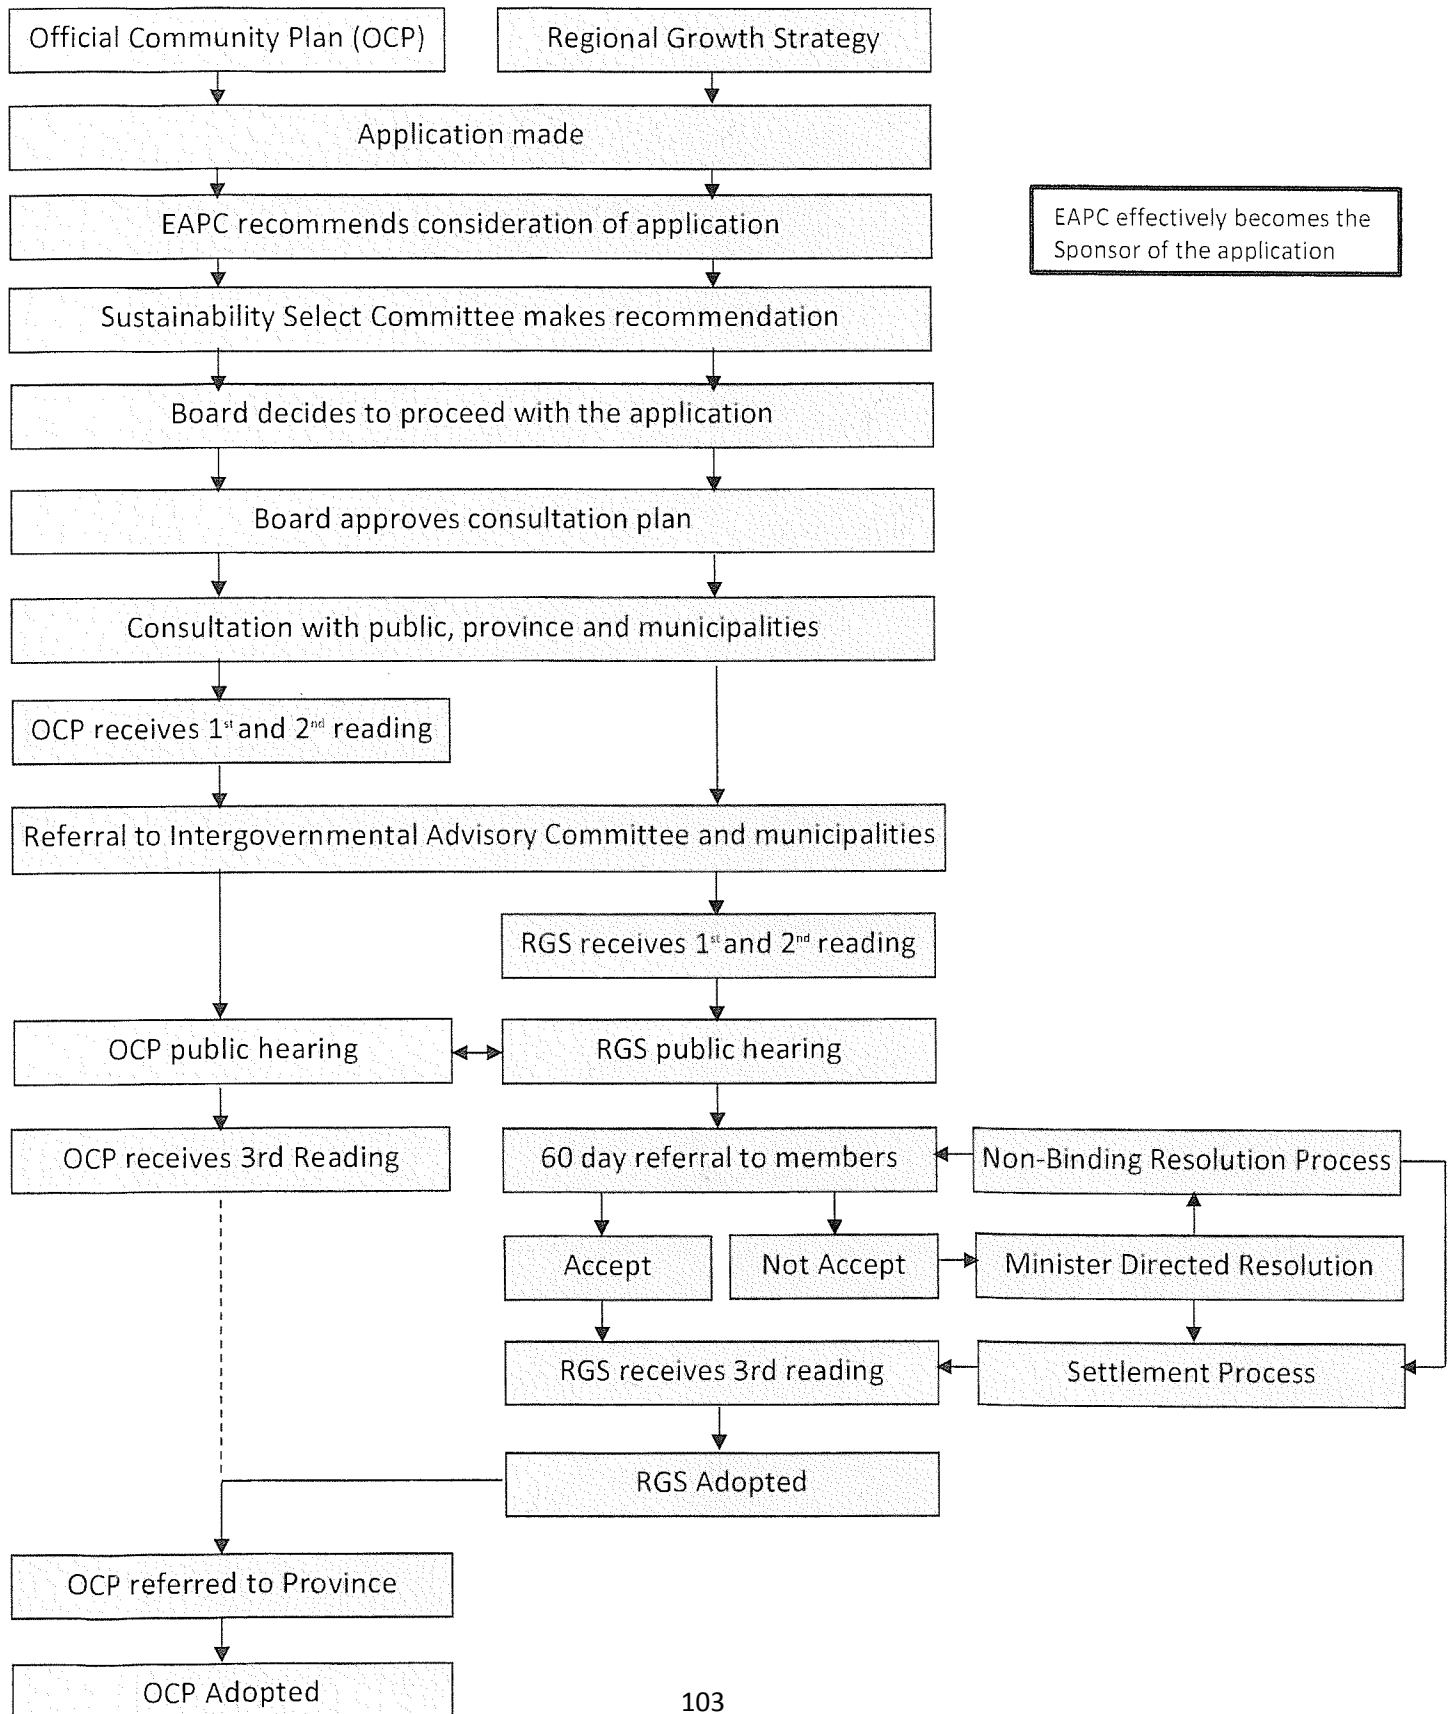 Official Community Plan (OCP)
Regional Growth Strategy
Application made
EAPC recommends consideration of application
EAPC effectively becomes the
Sponsor of the application
Sustainability Select Committee makes recommendation
Board decides to proceed with the application
Board approves consultation plan
Consultation with public, province and municipalities
OCP receives 1st and 2nd reading
Referral to Intergovernmental Advisory Committee and municipalities
RGS receives 1st and 2nd reading
OCP public hearing
RGS public hearing
OCP receives 3rd Reading
60 day referral to members
Non-Binding Resolution Process
Accept
Not Accept
Minister Directed Resolution
RGS receives 3rd reading
Settlement Process
RGS Adopted
OCP referred to Province
OCP Adopted
103